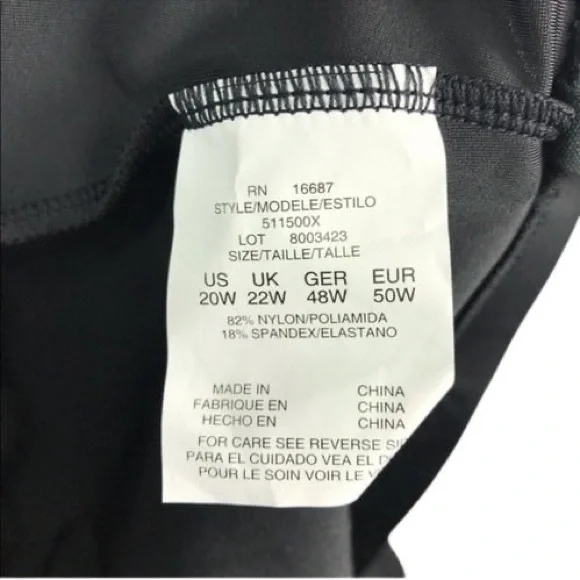 RN 16687
STYLE/MODELE/ESTILO
511500X
LOT 8003423
SIZE/TAILLE/TALLE
US UK GER EUR
20W 22W 48W 50W
82% NYLON/POLIAMIDA
18% SPANDEX/ELASTANO
MADE IN CHINA
FABRIQUE EN CHINA
HECHO EN CHINA
FOR CARE SEE REVERSE
PARA EL CUIDADO VEA EL
POUR LE SOIN VOIR LE